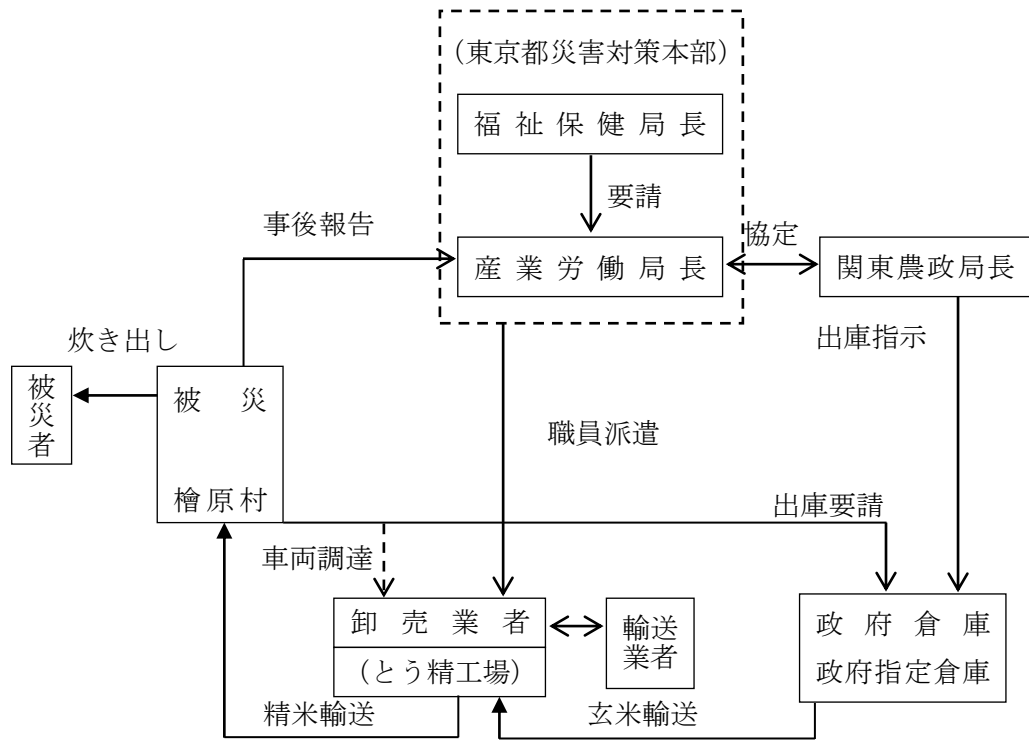 （東京都災害対策本部）
福祉保健局長
要請
事後報告
産業労働局長
協定
関東農政局長
炊き出し
出庫指示
被災者
被災
檜原村
職員派遣
出庫要請
車両調達
卸売業者
（とう精工場）
輸送
業者
政府倉庫
政府指定倉庫
精米輸送
玄米輸送